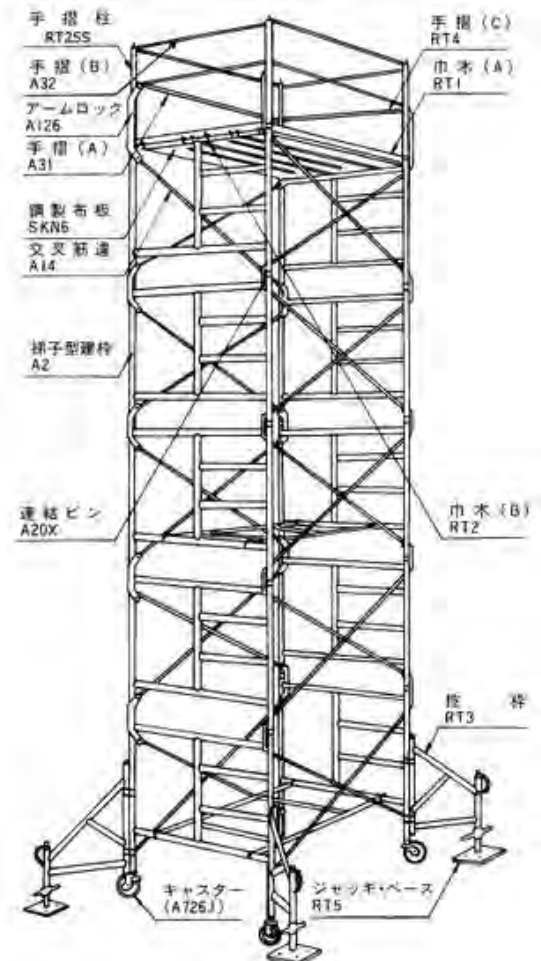 手摺柱
RT25S
手摺(B)
A32
アームロック
A126
手摺(A)
A31
鋼製布板
SKN6
交叉筋違
A14
梯子型建枠
A2
連結ピン
A20X
手摺(C)
RT4
巾木(A)
RT1
巾木(B)
RT2
控枠
RT3
キャスター
(A726J)
ジャッキ・ベース
RT5